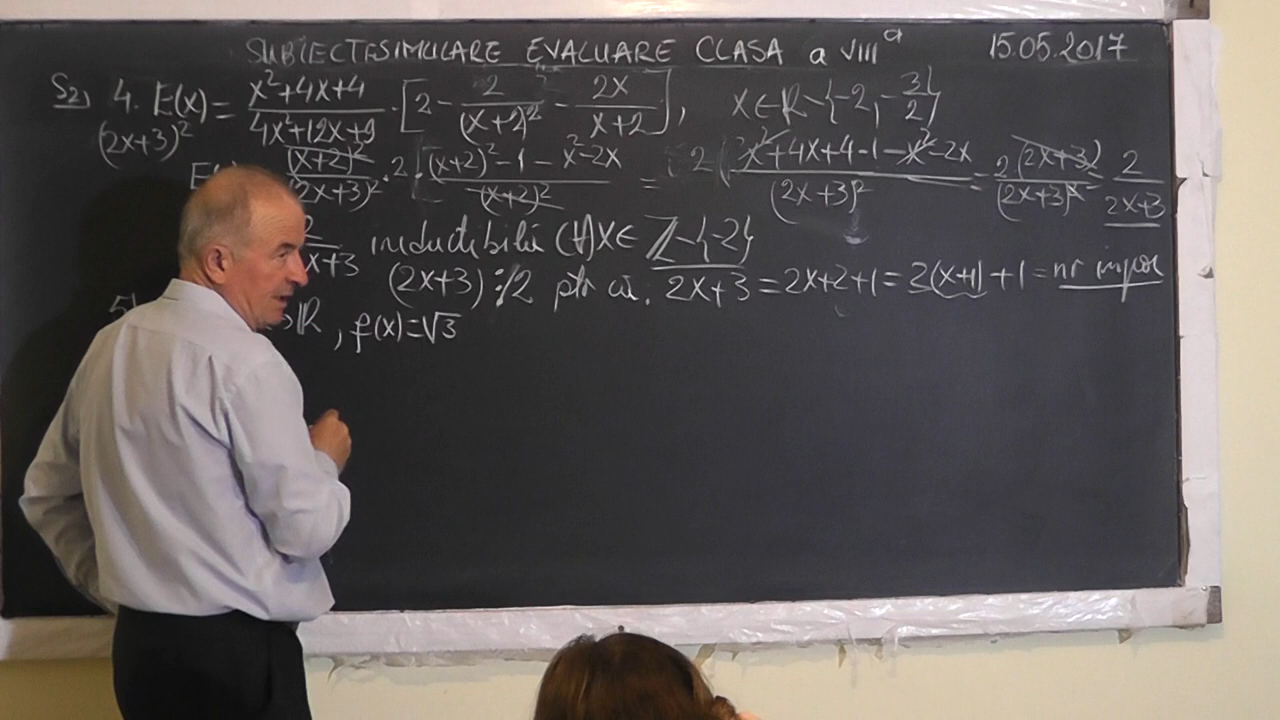 SUBIECTE SIMULARE EVALUARE CLASA a VIIIᵃ 15.05.2017
S₂) 4. E(x) = (x²+4x+4)/(4x²+12x+9) · [2 - 2/(x+2)² - 2x/(x+2)], x∈R-{-2,-3/2}
(2x+3)²
(x+2)²/(2x+3)² · 2 · [(x+2)²-1-x²-2x]/(x+2)² = 2(x²+4x+4-1-x²-2x)/(2x+3)² = 2(2x+3)/(2x+3)² = 2/(2x+3)
2/(2x+3) ireductibilă (∀)x∈ Z-{-2}
(2x+3) ⋮̸ 2 ptr că: 2x+3 = 2x+2+1 = 2(x+1)+1 = nr impar
5) R, f(x)=√3